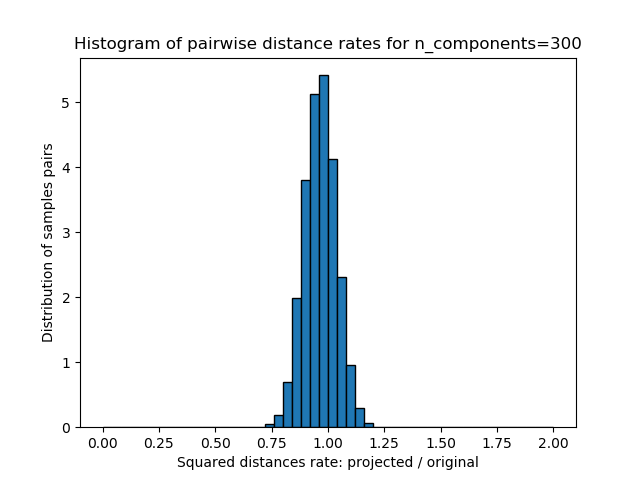 Histogram of pairwise distance rates for n_components=300
Distribution of samples pairs
5
4
3
2
1
0
0.00 0.25 0.50 0.75 1.00 1.25 1.50 1.75 2.00
Squared distances rate: projected / original